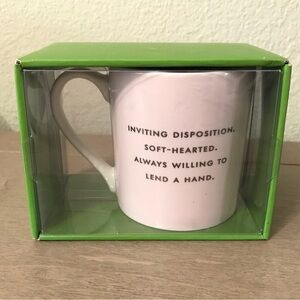 INVITING DISPOSITION.
SOFT-HEARTED.
ALWAYS WILLING TO
LEND A HAND.